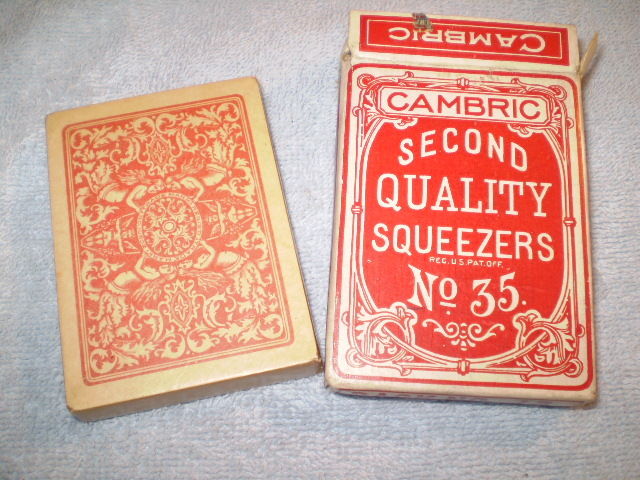 CAMBRIC
CAMBRIC
SECOND
QUALITY
SQUEEZERS
REG. U.S. PAT. OFF.
No 35.